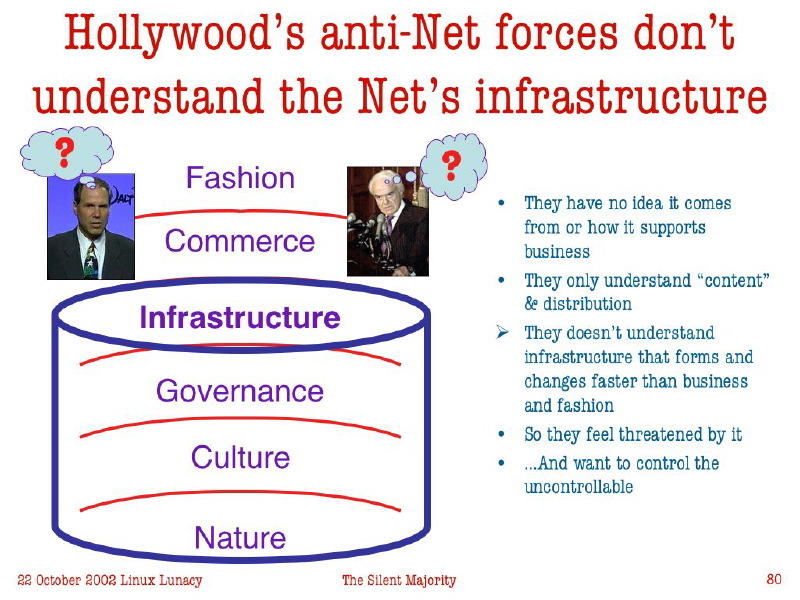 Hollywood's anti-Net forces don't
understand the Net's infrastructure
?
?
Fashion
Commerce
Infrastructure
Governance
Culture
Nature
• They have no idea it comes
from or how it supports
business
• They only understand “content”
& distribution
➢ They doesn't understand
infrastructure that forms and
changes faster than business
and fashion
• So they feel threatened by it
• ...And want to control the
uncontrollable
22 October 2002 Linux Lunacy
The Silent Majority
80